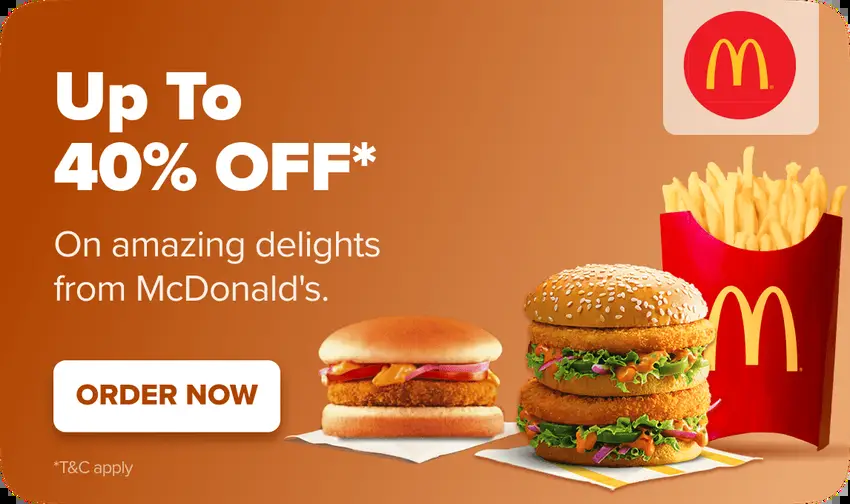 Up To
40% OFF*
On amazing delights
from McDonald's.
ORDER NOW
*T&C apply